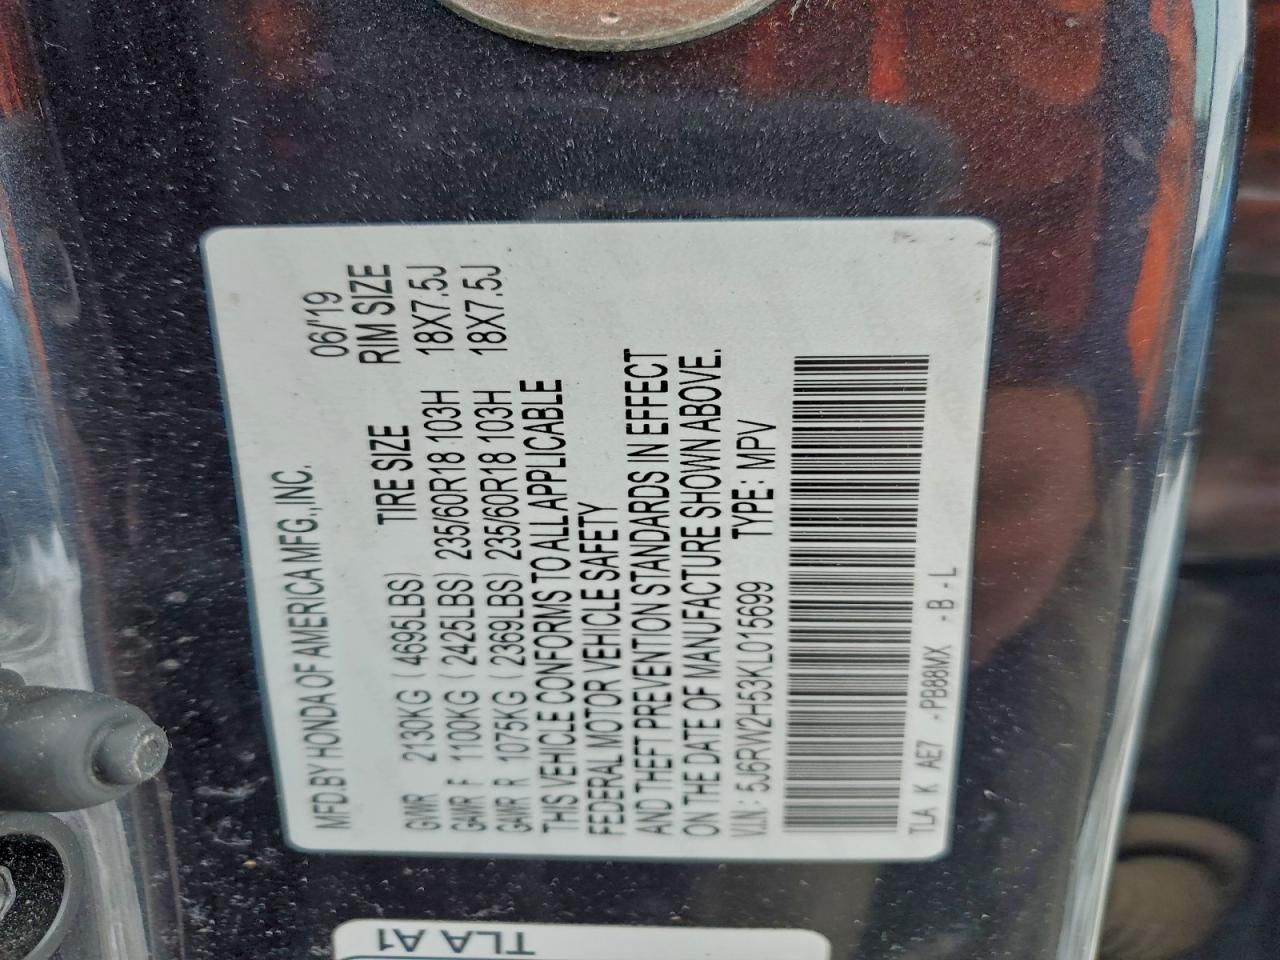 MFD.BY HONDA OF AMERICA MFG.,INC. 06/'19
TIRE SIZE RIM SIZE
GVWR 2130KG ( 4695LBS)
GAWR F 1100KG ( 2425LBS) 235/60R18 103H 18X7.5J
GAWR R 1075KG ( 2369LBS) 235/60R18 103H 18X7.5J
THIS VEHICLE CONFORMS TO ALL APPLICABLE
FEDERAL MOTOR VEHICLE SAFETY
AND THEFT PREVENTION STANDARDS IN EFFECT
ON THE DATE OF MANUFACTURE SHOWN ABOVE.
V.I.N : 5J6RW2H53KL015699 TYPE: MPV
TLA K AE7 -PB88MX -B-L
TLA A1